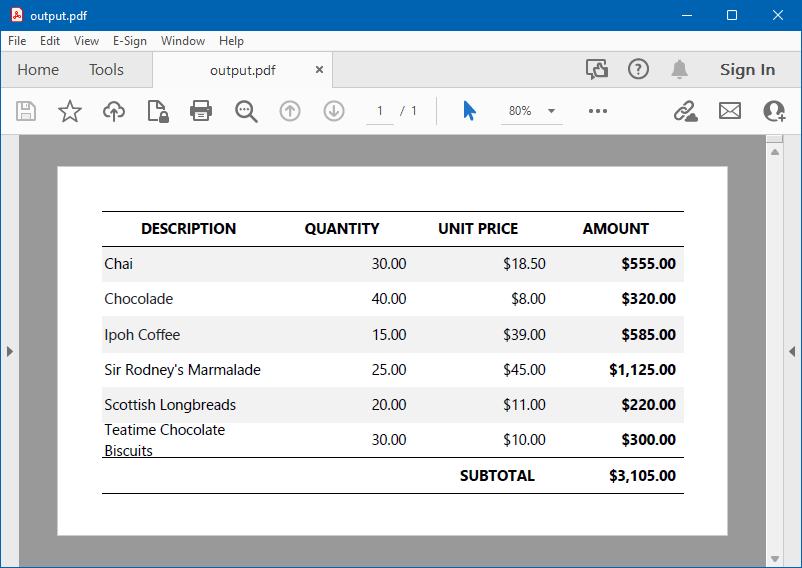 output.pdf
File Edit View E-Sign Window Help
Home Tools output.pdf × Sign In
1 / 1 80%
DESCRIPTION QUANTITY UNIT PRICE AMOUNT
Chai 30.00 $18.50 $555.00
Chocolade 40.00 $8.00 $320.00
Ipoh Coffee 15.00 $39.00 $585.00
Sir Rodney's Marmalade 25.00 $45.00 $1,125.00
Scottish Longbreads 20.00 $11.00 $220.00
Teatime Chocolate
Biscuits 30.00 $10.00 $300.00
SUBTOTAL $3,105.00